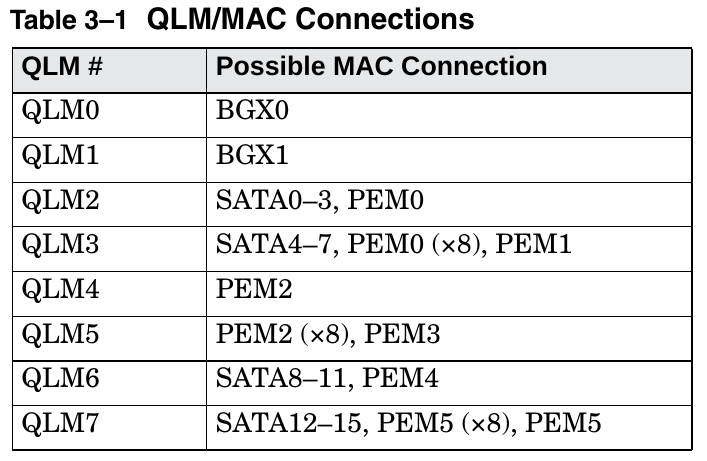 Table 3–1 QLM/MAC Connections
QLM # Possible MAC Connection
QLM0 BGX0
QLM1 BGX1
QLM2 SATA0–3, PEM0
QLM3 SATA4–7, PEM0 (×8), PEM1
QLM4 PEM2
QLM5 PEM2 (×8), PEM3
QLM6 SATA8–11, PEM4
QLM7 SATA12–15, PEM5 (×8), PEM5